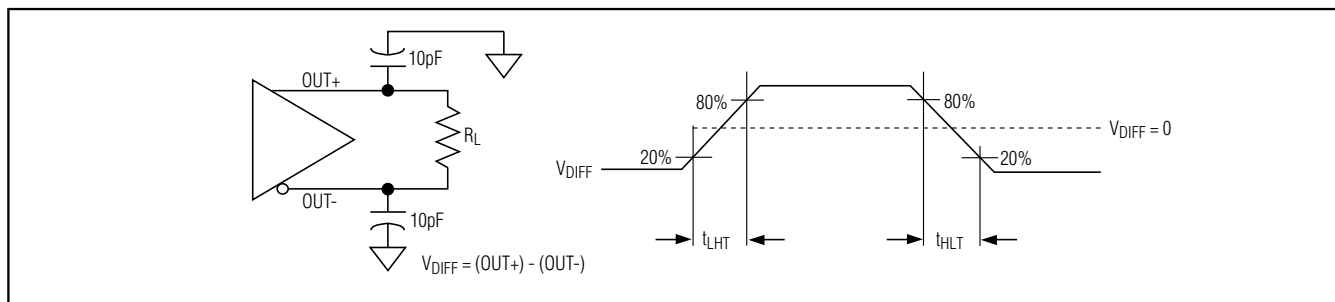 10pF
OUT+
R_L
OUT-
10pF
V_DIFF = (OUT+) - (OUT-)
80%
80%
V_DIFF = 0
20%
20%
V_DIFF
t_LHT
t_HLT